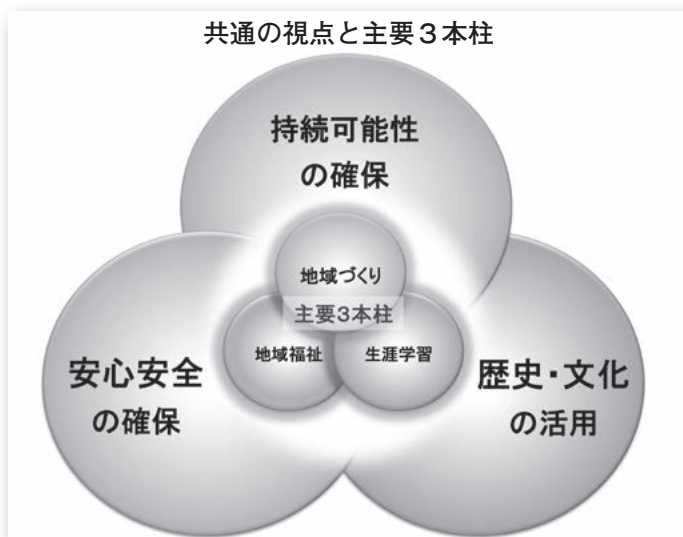 共通の視点と主要３本柱
持続可能性
の確保
地域づくり
主要3本柱
地域福祉
生涯学習
安心安全
の確保
歴史・文化
の活用